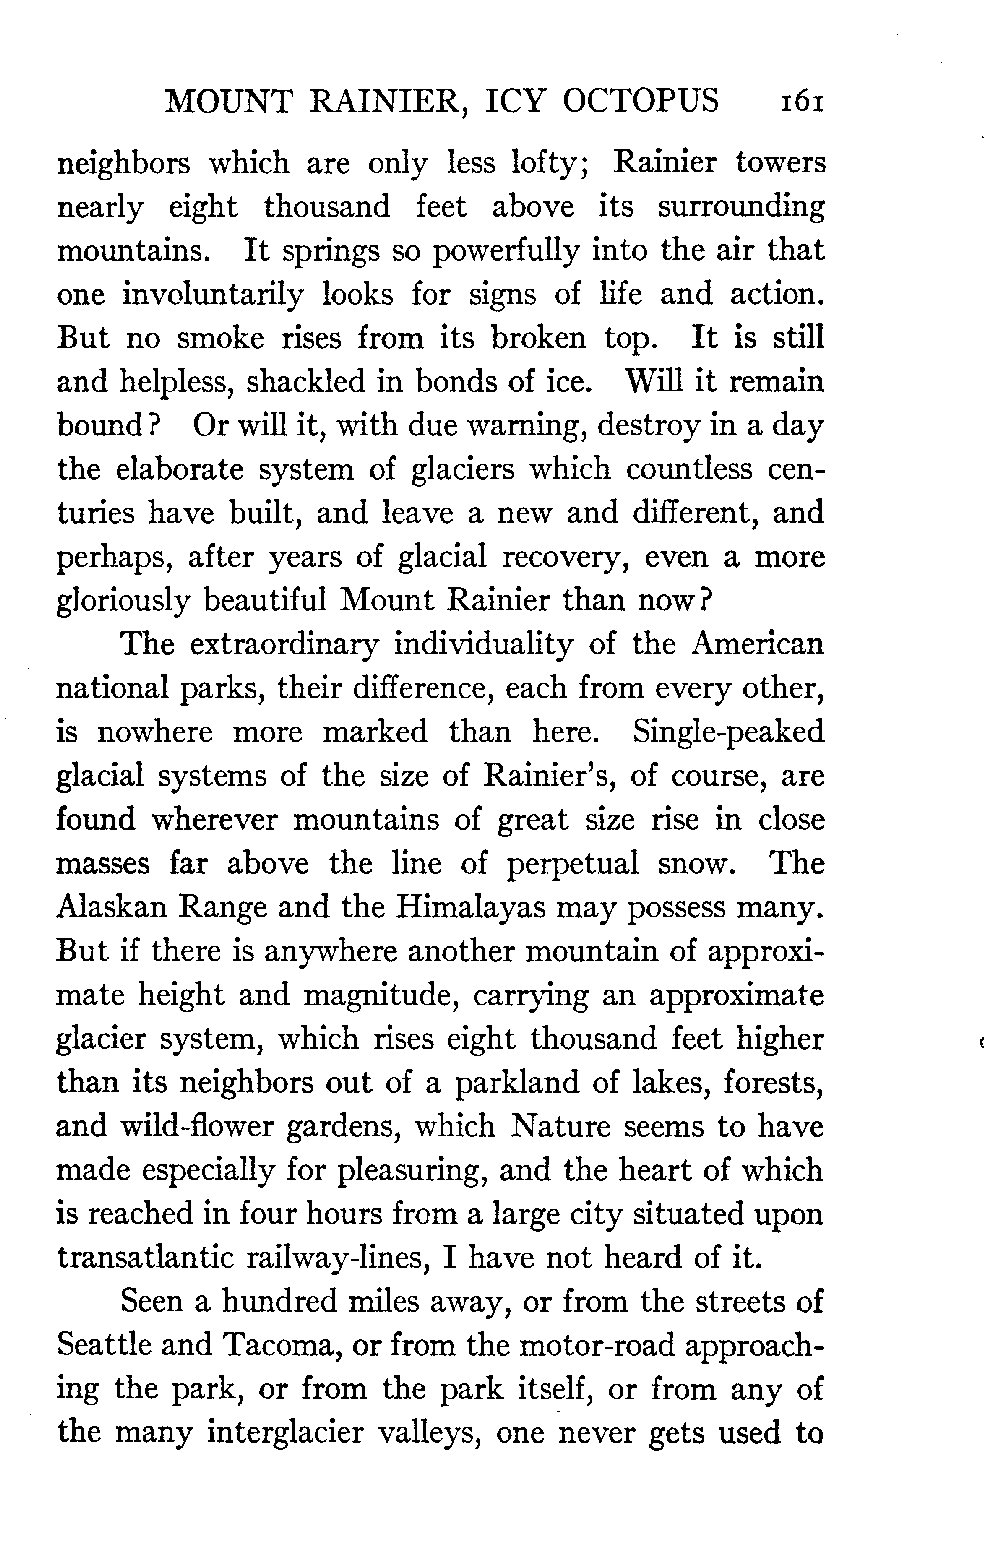 MOUNT RAINIER, ICY OCTOPUS 161
neighbors which are only less lofty; Rainier towers
nearly eight thousand feet above its surrounding
mountains. It springs so powerfully into the air that
one involuntarily looks for signs of life and action.
But no smoke rises from its broken top. It is still
and helpless, shackled in bonds of ice. Will it remain
bound? Or will it, with due warning, destroy in a day
the elaborate system of glaciers which countless cen-
turies have built, and leave a new and different, and
perhaps, after years of glacial recovery, even a more
gloriously beautiful Mount Rainier than now?
The extraordinary individuality of the American
national parks, their difference, each from every other,
is nowhere more marked than here. Single-peaked
glacial systems of the size of Rainier's, of course, are
found wherever mountains of great size rise in close
masses far above the line of perpetual snow. The
Alaskan Range and the Himalayas may possess many.
But if there is anywhere another mountain of approxi-
mate height and magnitude, carrying an approximate
glacier system, which rises eight thousand feet higher
than its neighbors out of a parkland of lakes, forests,
and wild-flower gardens, which Nature seems to have
made especially for pleasuring, and the heart of which
is reached in four hours from a large city situated upon
transatlantic railway-lines, I have not heard of it.
Seen a hundred miles away, or from the streets of
Seattle and Tacoma, or from the motor-road approach-
ing the park, or from the park itself, or from any of
the many interglacier valleys, one never gets used to